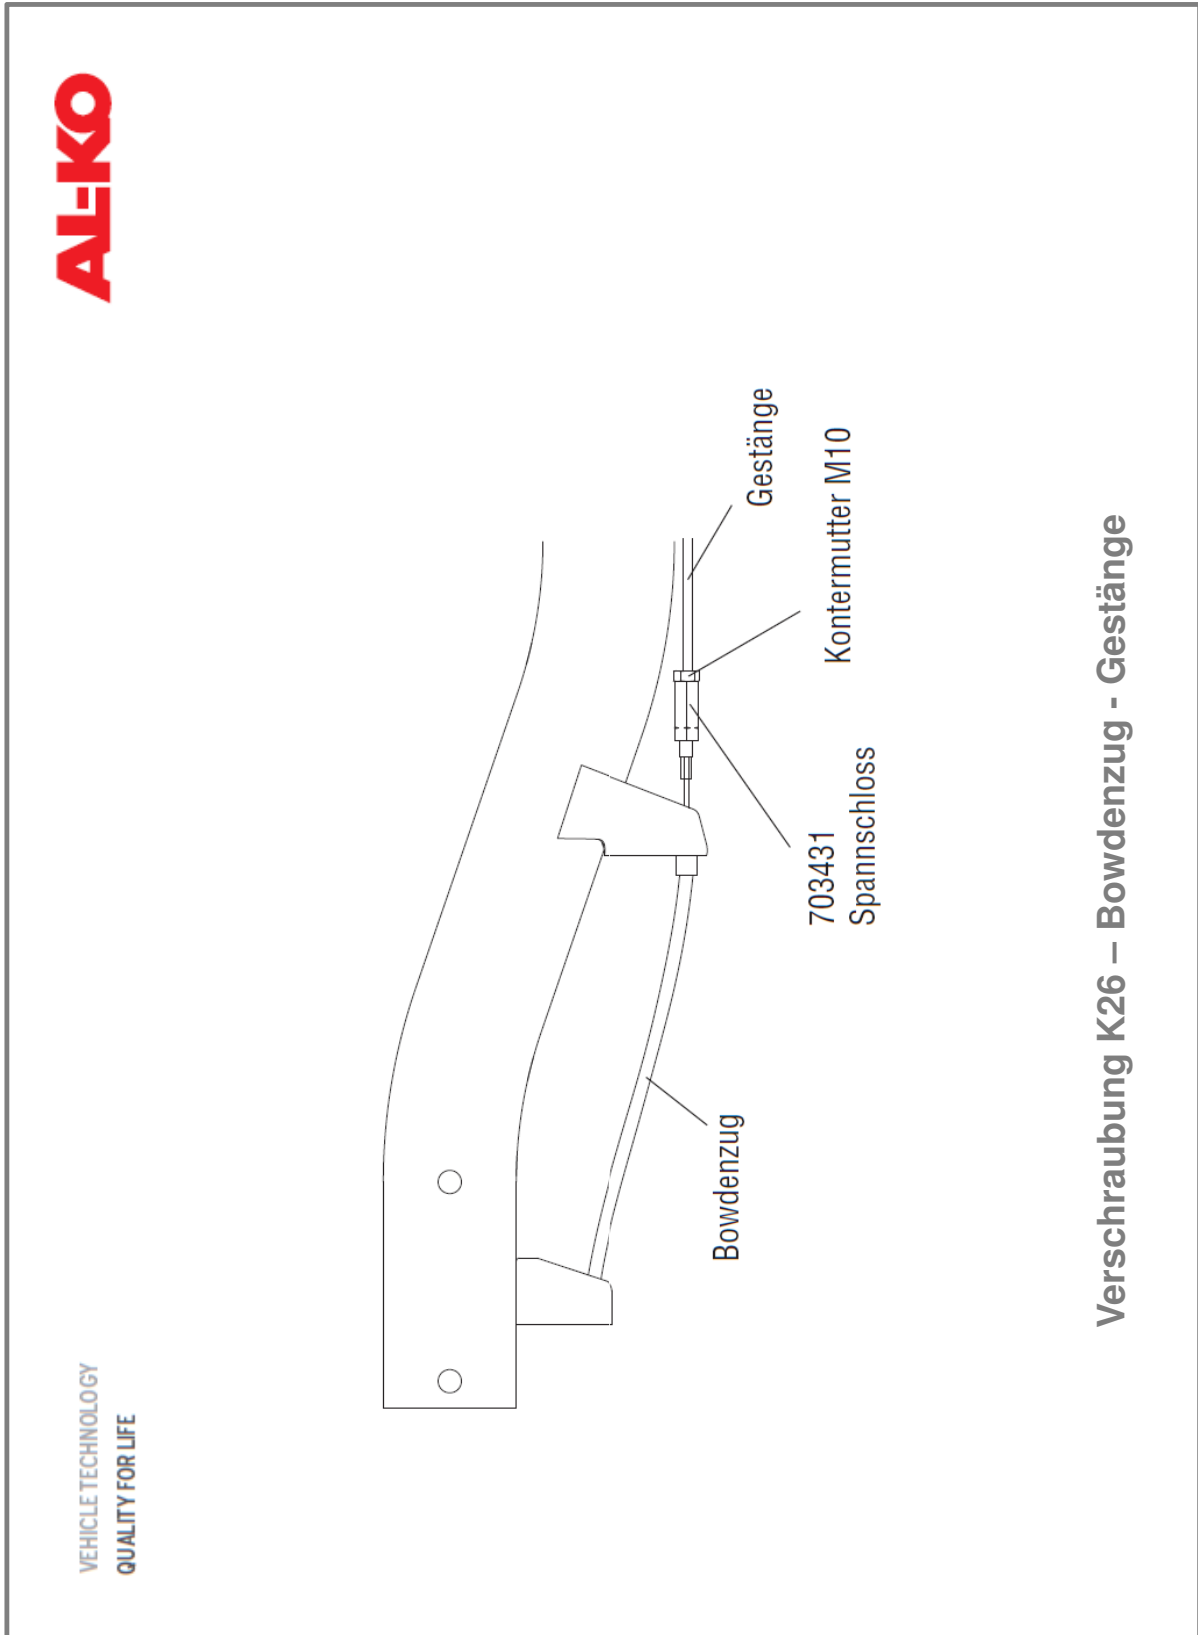 VEHICLE TECHNOLOGY
QUALITY FOR LIFE
AL-KO
Bowdenzug
703431
Spannschloss
Kontermutter M10
Gestänge
Verschraubung K26 – Bowdenzug - Gestänge